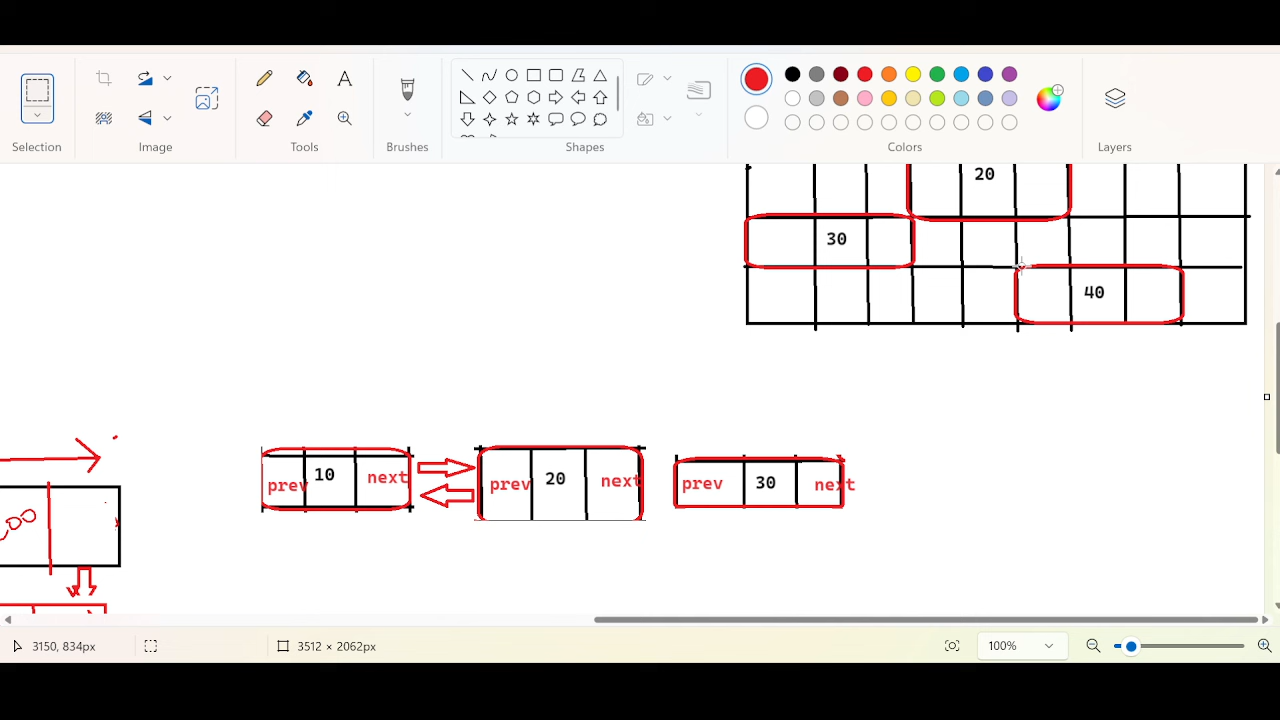 Selection
Image
Tools
Brushes
Shapes
Colors
Layers
A
20
30
40
prev 10 next
prev 20 next
prev 30 next
3150, 834px
3512 × 2062px
100%